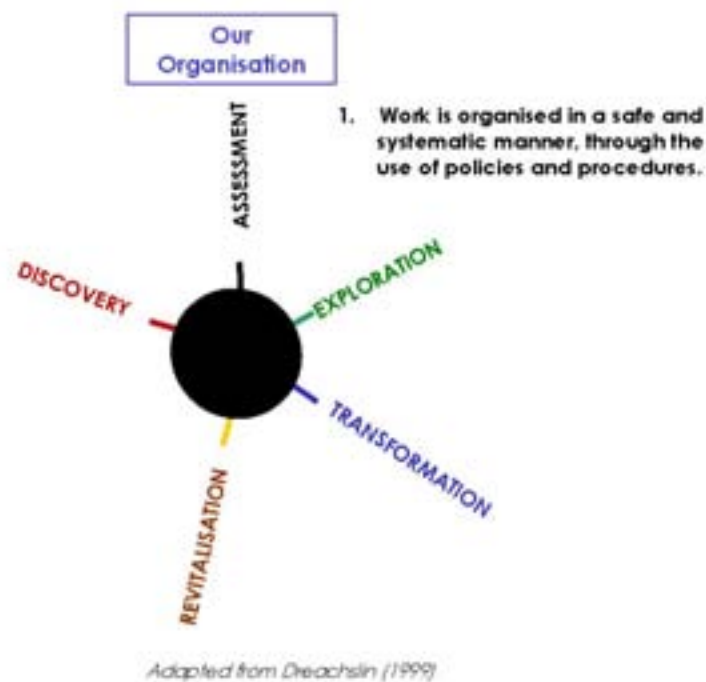 Our
Organisation
ASSESSMENT
1. Work is organised in a safe and
systematic manner, through the
use of policies and procedures.
DISCOVERY
EXPLORATION
TRANSFORMATION
REVITALISATION
Adapted from Dreachslin (1999)